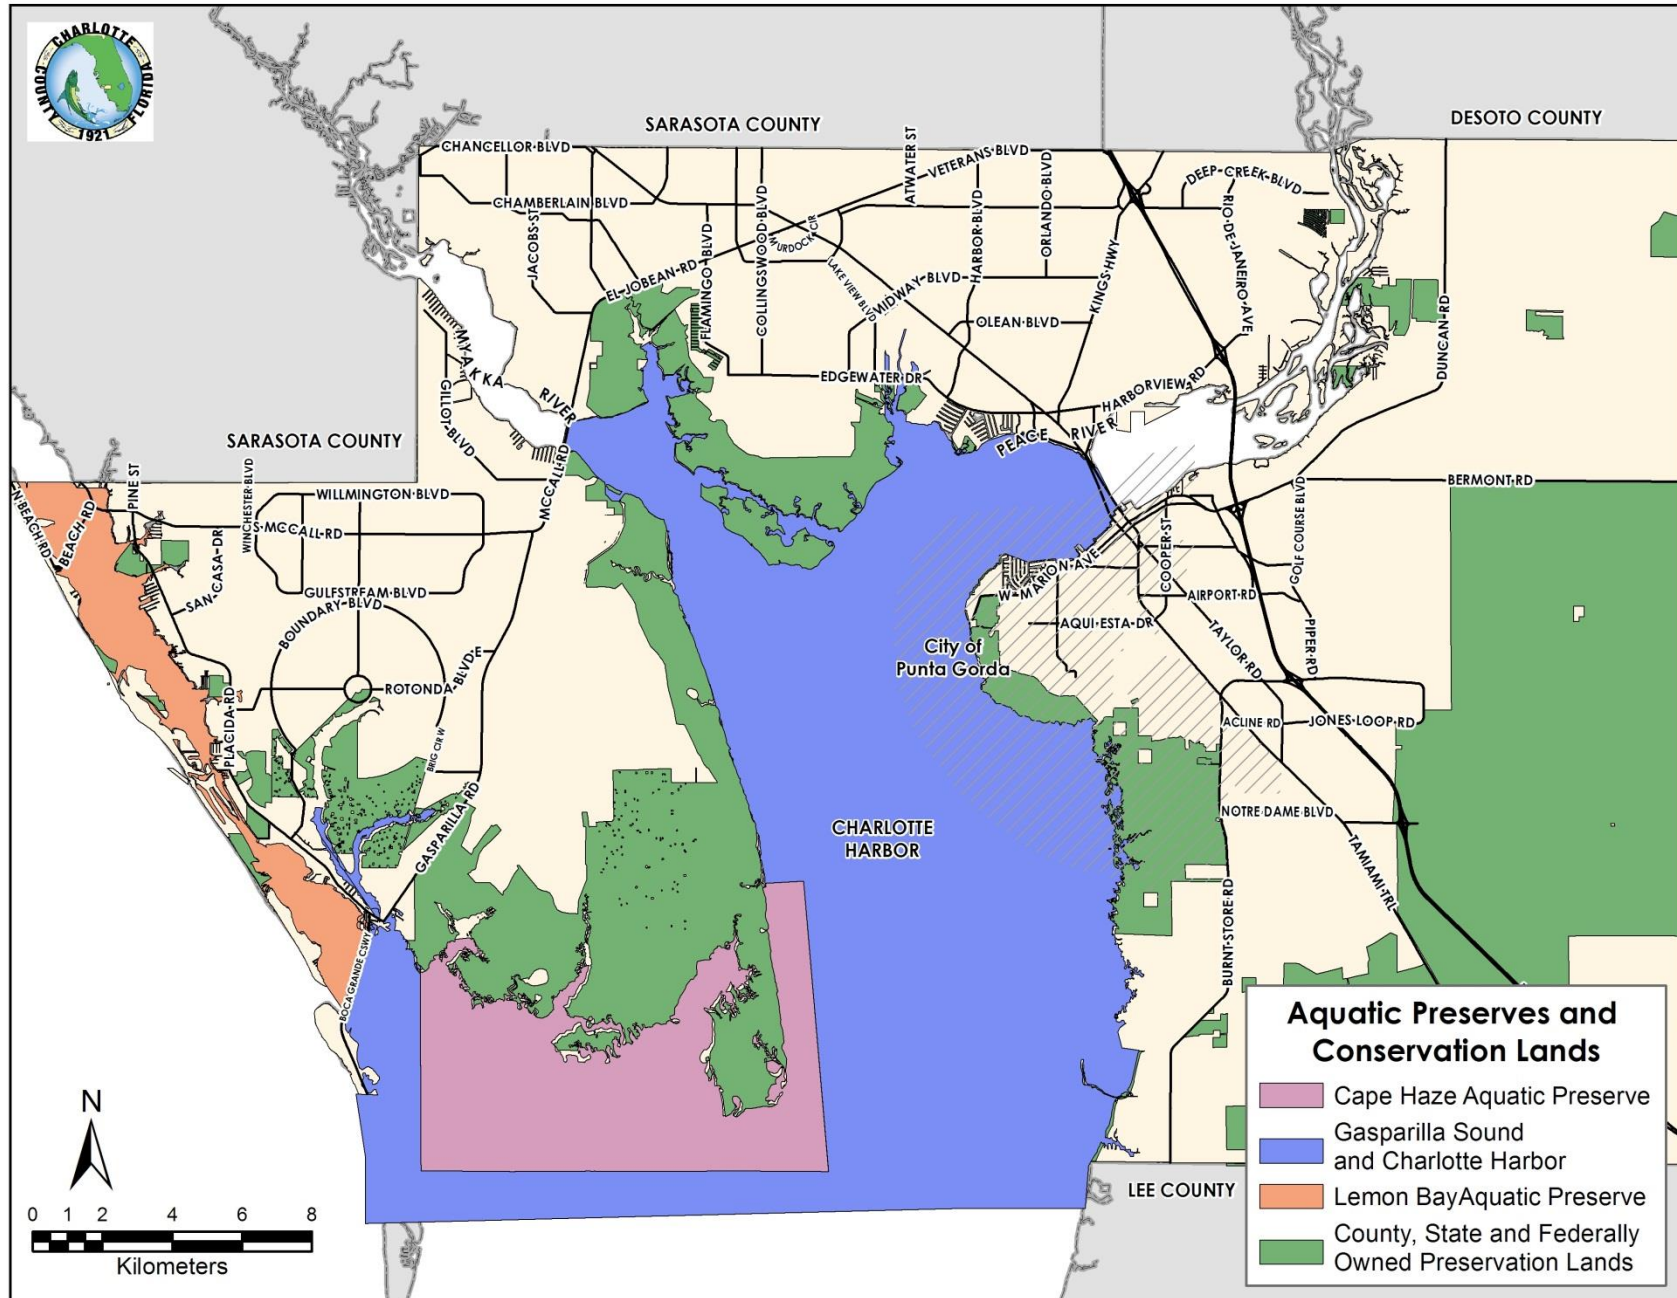 CHARLOTTE
COUNTY
FLORIDA
1921
SARASOTA COUNTY
DESOTO COUNTY
CHANCELLOR BLVD
ATWATER ST
VETERANS BLVD
ORLANDO BLVD
DEEP CREEK BLVD
CHAMBERLAIN BLVD
JACOBS ST
COLLINGSWOOD BLVD
MURDOCK CIR
HARBOR BLVD
RIO DE JANEIRO AVE
KINGS HWY
EL JOBEAN RD
FLAMINGO BLVD
LAKE VIEW BLVD
MIDWAY BLVD
OLEAN BLVD
DUNCAN RD
MYAKKA RIVER
GILLOT BLVD
EDGEWATER DR
HARBORVIEW RD
PEACE RIVER
SARASOTA COUNTY
PINE ST
WINCHESTER BLVD
WILLMINGTON BLVD
MCCALL RD
BERMONT RD
N BEACH RD
BEACH RD
S MCCALL RD
SAN CASA DR
COOPER ST
GOLF COURSE BLVD
GULFSTREAM BLVD
W MARION AVE
AIRPORT RD
BOUNDARY BLVD
AQUI ESTA DR
TAYLOR RD
PIPER RD
City of
Punta Gorda
ROTONDA BLVD E
PLACIDA RD
ACLINE RD
JONES LOOP RD
BRIG CIR W
GASPARILLA RD
NOTRE DAME BLVD
CHARLOTTE
HARBOR
TAMIAMI TRL
BURNT STORE RD
BOCA GRANDE CSWY
LEE COUNTY
N
0 1 2 4 6 8
Kilometers
Aquatic Preserves and
Conservation Lands
Cape Haze Aquatic Preserve
Gasparilla Sound
and Charlotte Harbor
Lemon BayAquatic Preserve
County, State and Federally
Owned Preservation Lands